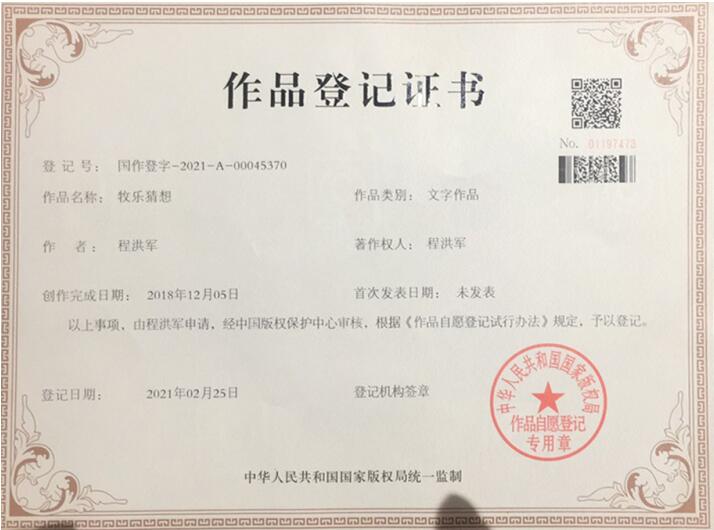 作品登记证书
No. 01197473
登 记 号： 国作登字-2021-A-00045370
作品名称： 牧乐猜想 作品类别： 文字作品
作 者： 程洪军 著作权人： 程洪军
创作完成日期： 2018年12月05日 首次发表日期： 未发表
以上事项，由程洪军申请，经中国版权保护中心审核，根据《作品自愿登记试行办法》规定，予以登记。
登记日期： 2021年02月25日 登记机构签章
中华人民共和国国家版权局
作品自愿登记
专用章
中华人民共和国国家版权局统一监制